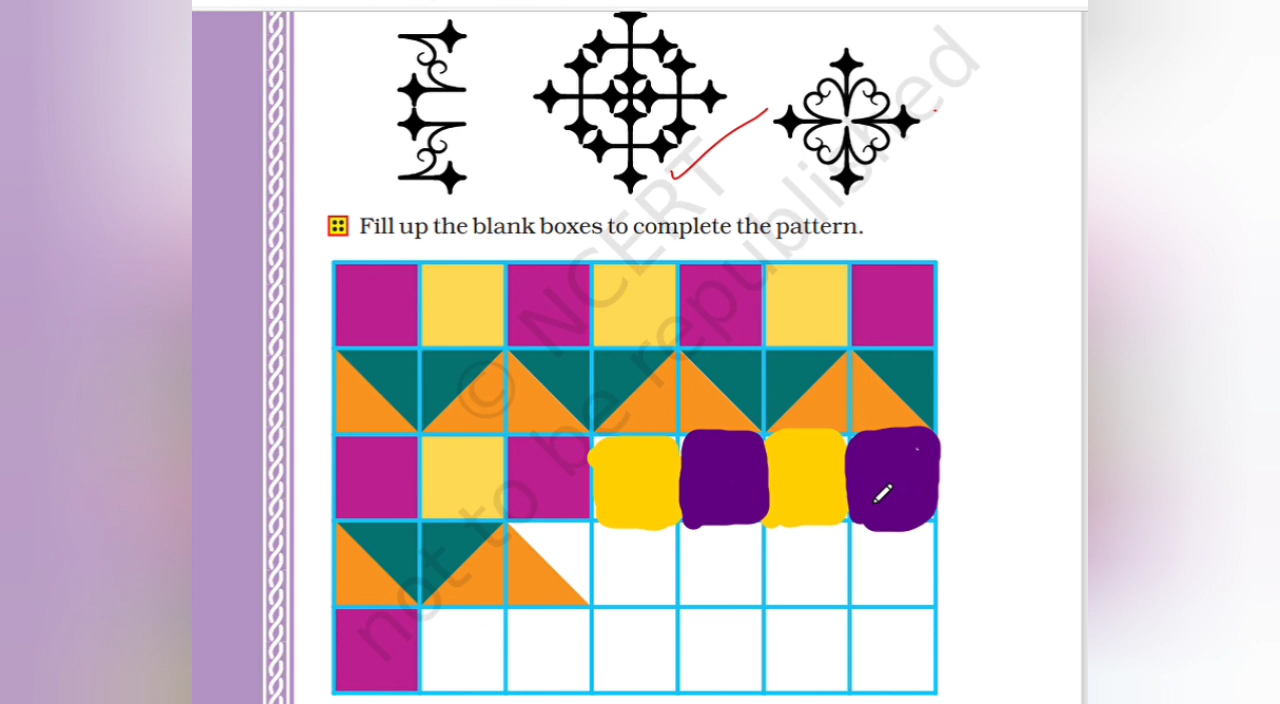 Fill up the blank boxes to complete the pattern.
© NCERT
not to be republished